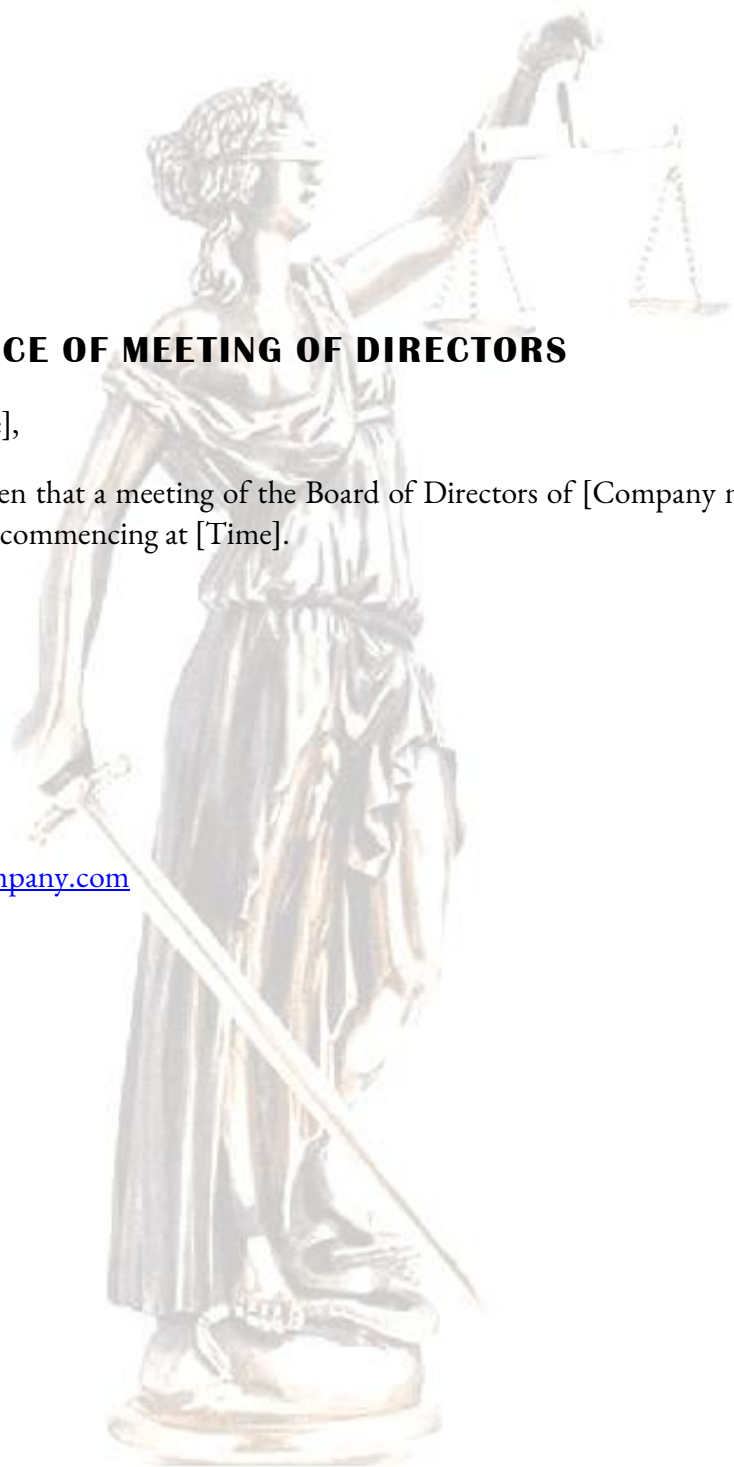 CE OF MEETING OF DIRECTORS
],
en that a meeting of the Board of Directors of [Company
commencing at [Time].
mpany.com